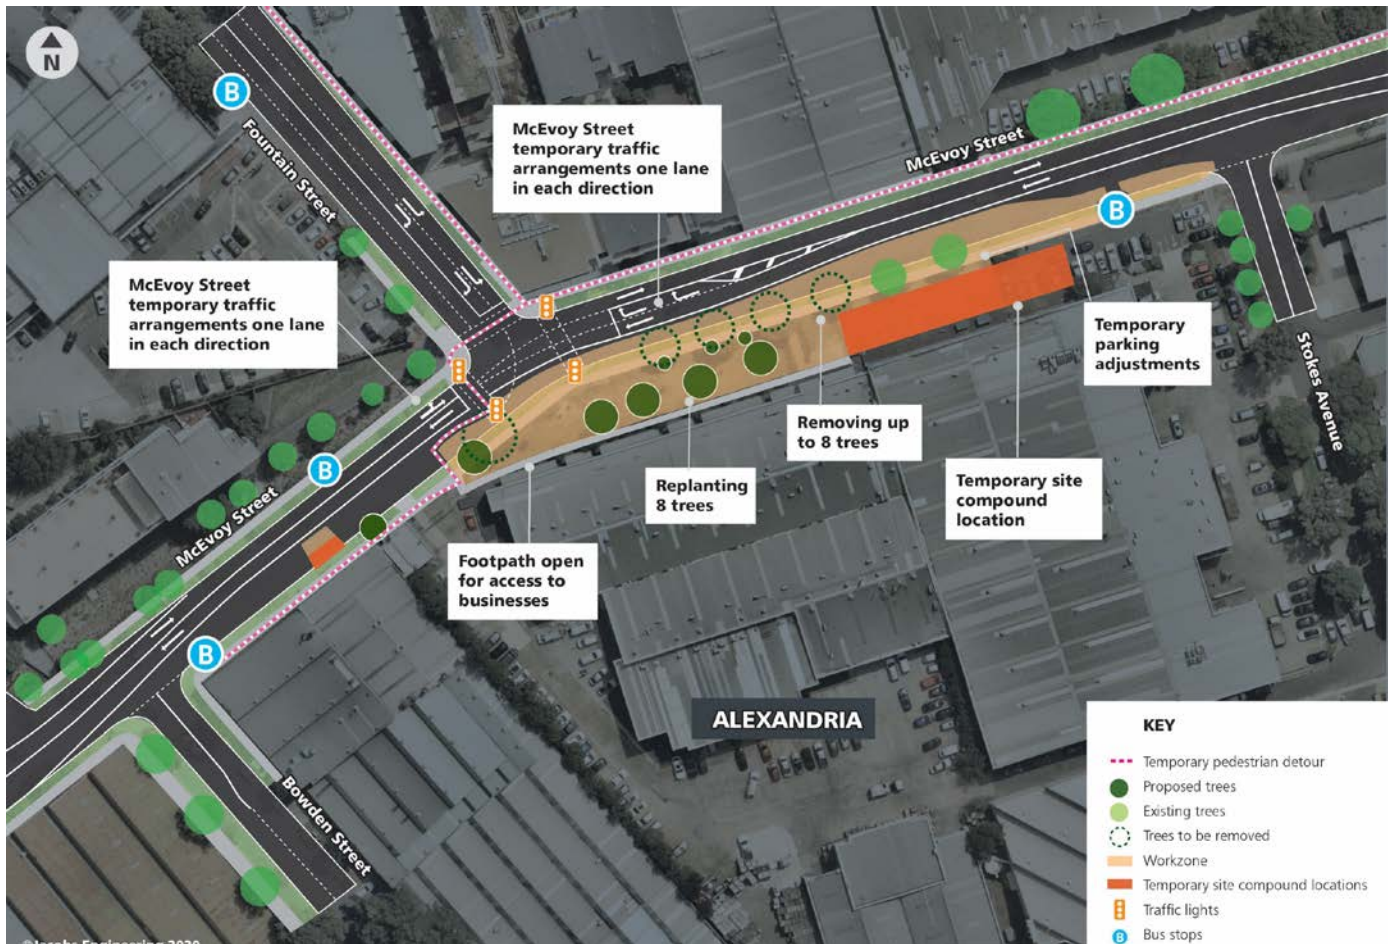 N
B
Fountain Street
McEvoy Street
temporary traffic
arrangements one lane
in each direction
McEvoy Street
B
McEvoy Street
temporary traffic
arrangements one lane
in each direction
Temporary
parking
adjustments
Stokes Avenue
Removing up
to 8 trees
Replanting
8 trees
Temporary site
compound
location
B
McEvoy Street
Footpath open
for access to
businesses
B
Bowden Street
ALEXANDRIA
KEY
Temporary pedestrian detour
Proposed trees
Existing trees
Trees to be removed
Workzone
Temporary site compound locations
Traffic lights
B Bus stops
©Jacobs Engineering 2020